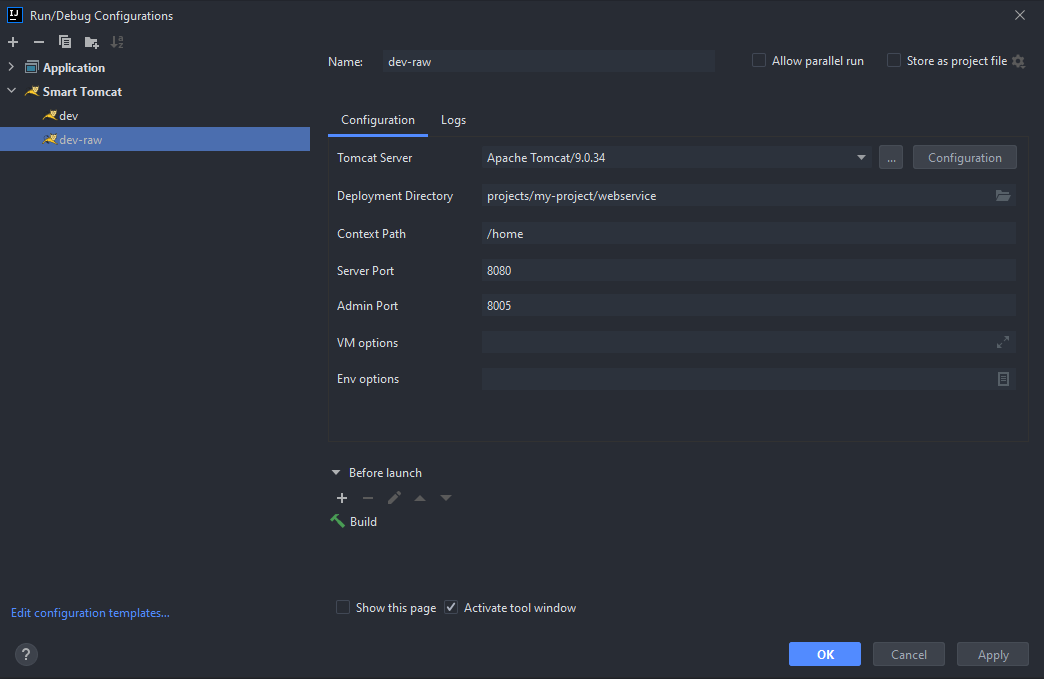 IJ Run/Debug Configurations
Application
Smart Tomcat
dev
dev-raw
Edit configuration templates...
?
Name: dev-raw Allow parallel run Store as project file
Configuration Logs
Tomcat Server Apache Tomcat/9.0.34 ... Configuration
Deployment Directory projects/my-project/webservice
Context Path /home
Server Port 8080
Admin Port 8005
VM options
Env options
Before launch
Build
Show this page Activate tool window
OK Cancel Apply